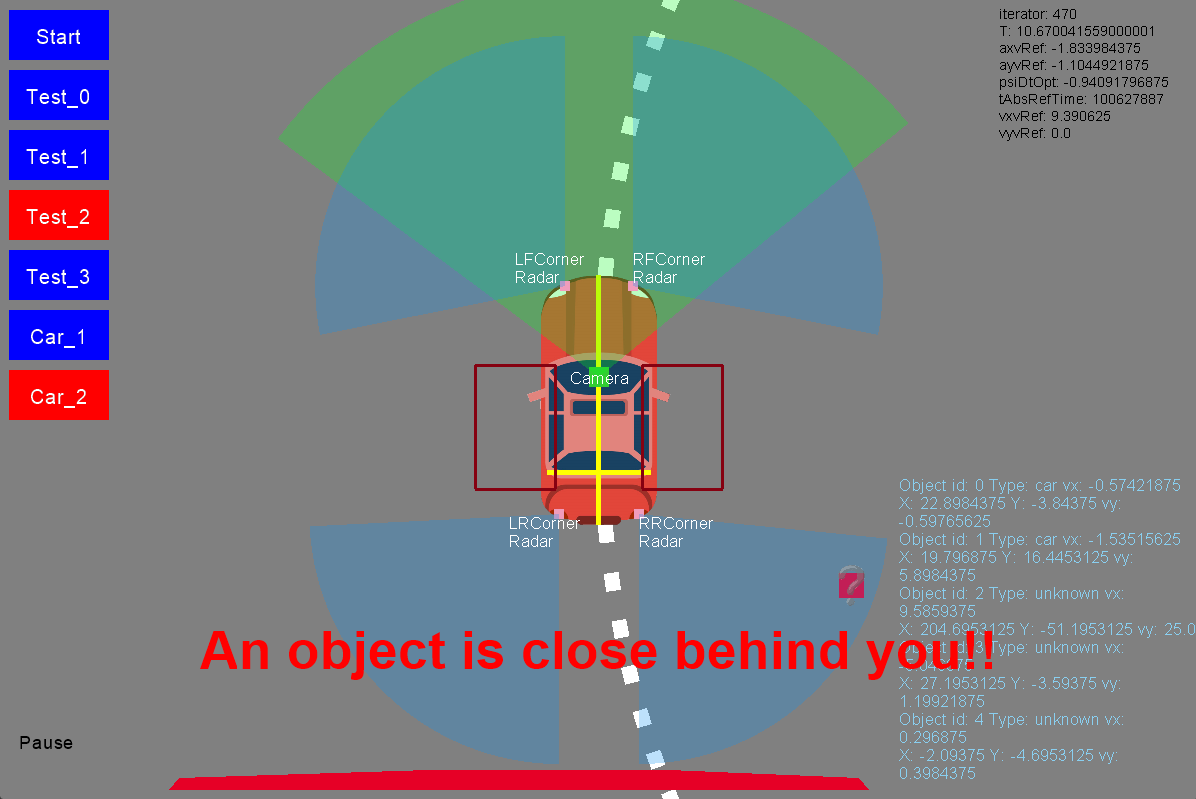 Start
Test_0
Test_1
Test_2
Test_3
Car_1
Car_2
Pause
iterator: 470
T: 10.670041559000001
axvRef: -1.833984375
ayvRef: -1.1044921875
psiDtOpt: -0.94091796875
tAbsRefTime: 100627887
vxvRef: 9.390625
vyvRef: 0.0
LFCorner
Radar
RFCorner
Radar
Camera
LRCorner
Radar
RRCorner
Radar
An object is close behind you!!
Object id: 0 Type: car vx: -0.57421875
X: 22.8984375 Y: -3.84375 vy:
-0.59765625
Object id: 1 Type: car vx: -1.53515625
X: 19.796875 Y: 16.4453125 vy:
5.8984375
Object id: 2 Type: unknown vx:
9.5859375
X: 204.6953125 Y: -51.1953125 vy: 25.0
Object id: 3 Type: unknown vx:
X: 27.1953125 Y: -3.59375 vy:
1.19921875
Object id: 4 Type: unknown vx:
0.296875
X: -2.09375 Y: -4.6953125 vy:
0.3984375